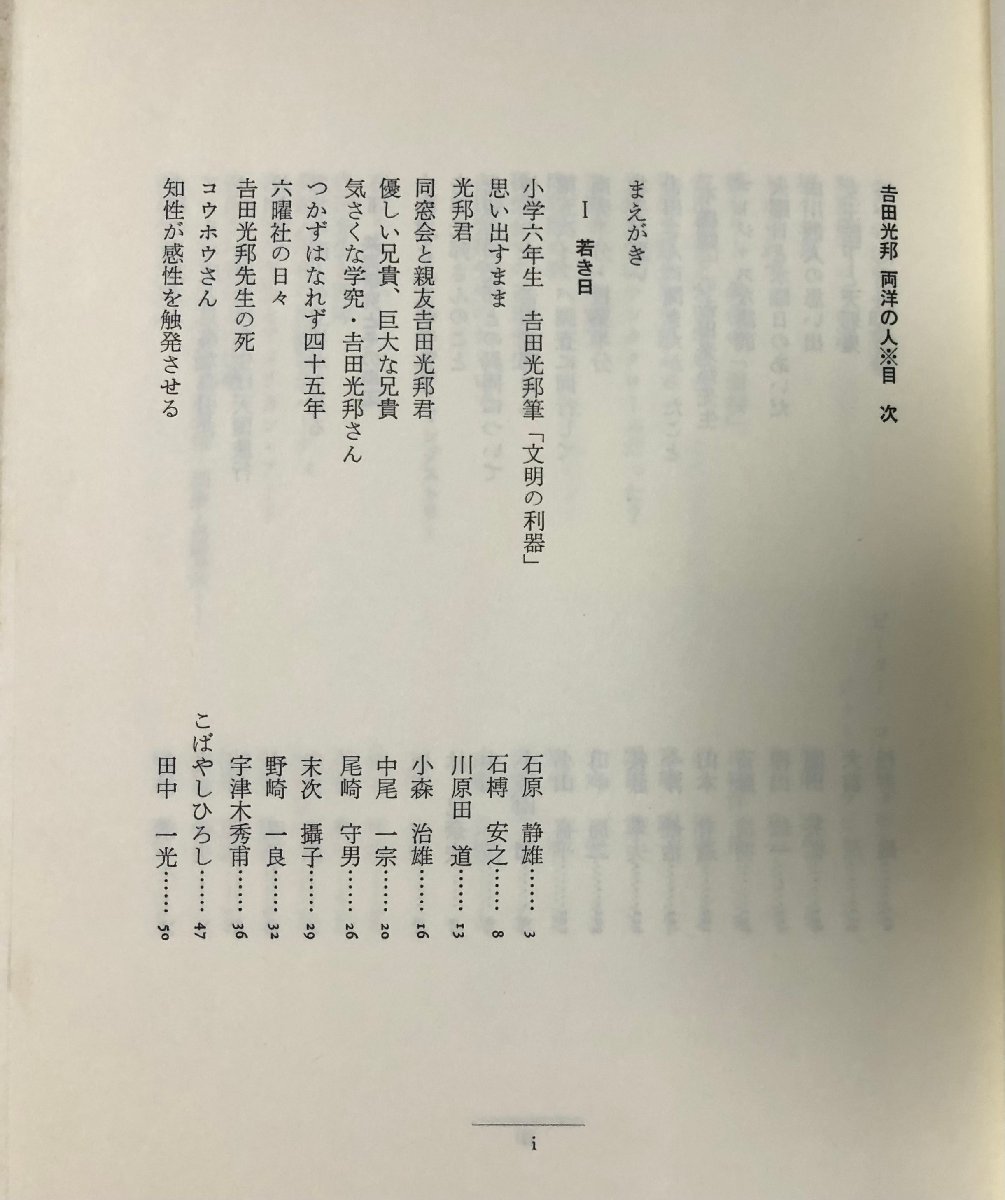 𠮷田光邦 両洋の人※目 次
まえがき
Ⅰ 若き日
小学六年生 𠮷田光邦筆「文明の利器」 石原 静雄…… 3
思い出すまま 石榑 安之…… 8
光邦君 川原田 道…… 13
同窓会と親友𠮷田光邦君 小森 治雄…… 16
優しい兄貴、巨大な兄貴 中尾 一宗…… 20
気さくな学究・𠮷田光邦さん 尾崎 守男…… 26
つかずはなれず四十五年 末次 攝子…… 29
六曜社の日々 野崎 一良…… 32
𠮷田光邦先生の死 宇津木秀甫…… 36
コウホウさん こばやしひろし…… 47
知性が感性を触発させる 田中 一光…… 50
i